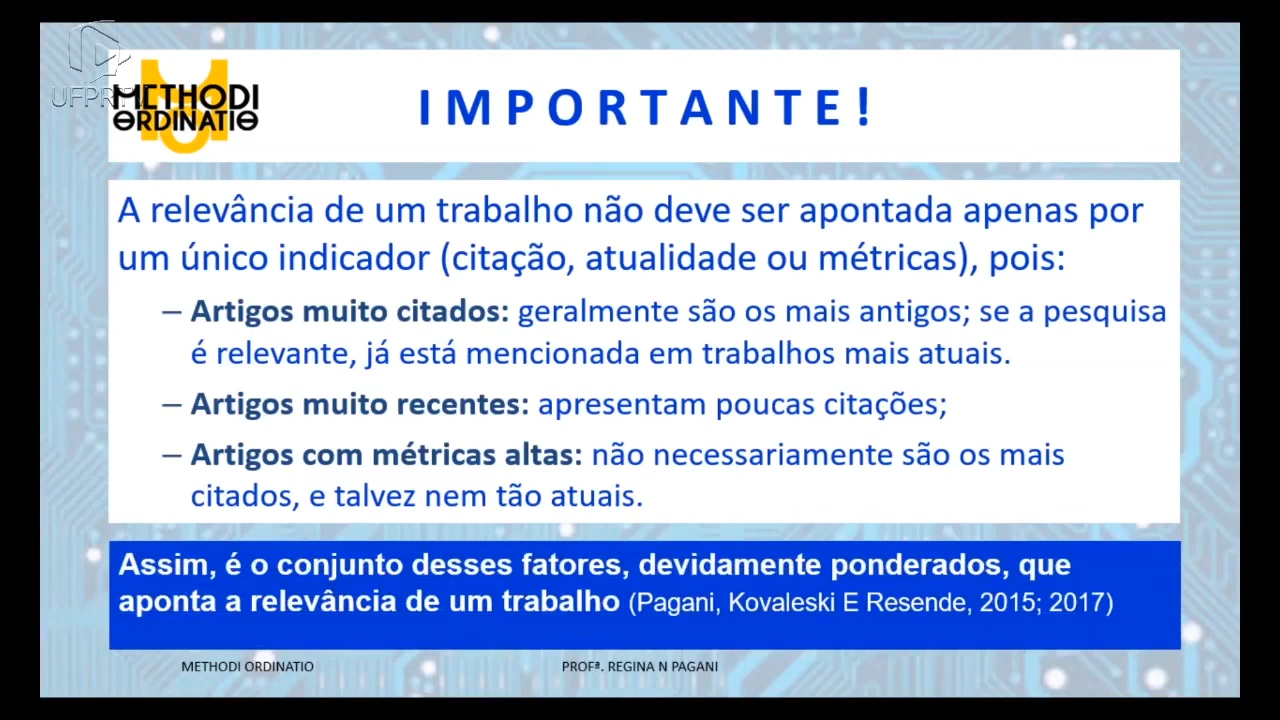 UFPR TV
METHODI
ORDINATIO
IMPORTANTE!
A relevância de um trabalho não deve ser apontada apenas por
um único indicador (citação, atualidade ou métricas), pois:
– Artigos muito citados: geralmente são os mais antigos; se a pesquisa
é relevante, já está mencionada em trabalhos mais atuais.
– Artigos muito recentes: apresentam poucas citações;
– Artigos com métricas altas: não necessariamente são os mais
citados, e talvez nem tão atuais.
Assim, é o conjunto desses fatores, devidamente ponderados, que
aponta a relevância de um trabalho (Pagani, Kovaleski E Resende, 2015; 2017)
METHODI ORDINATIO
PROFª. REGINA N PAGANI